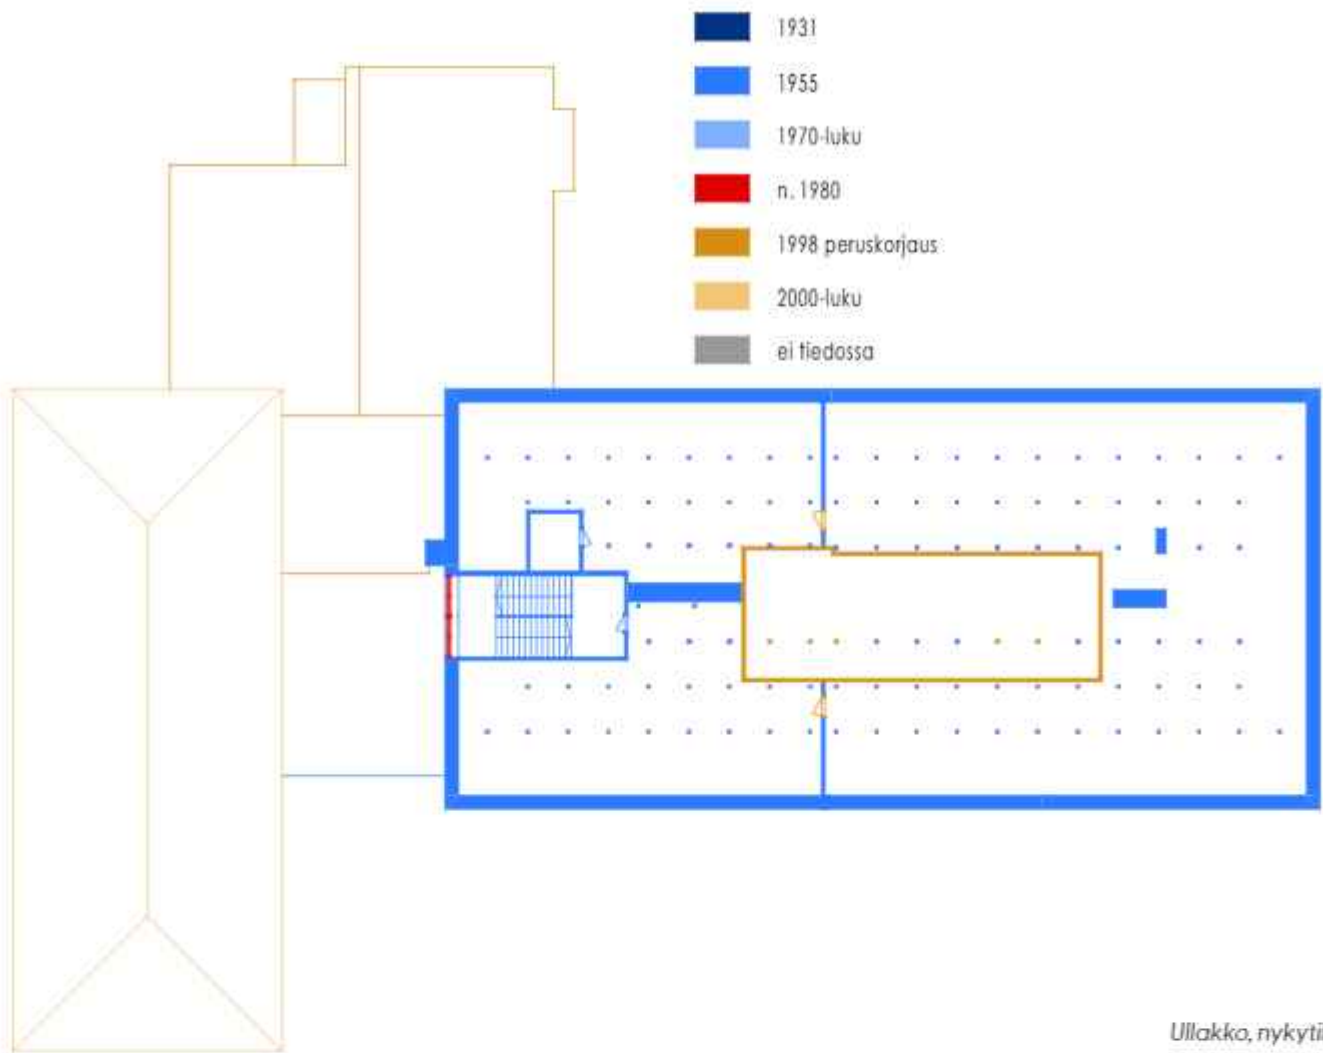 1931
1955
1970-luku
n. 1980
1998 peruskorjaus
2000-luku
ei tiedossa
Ullakko, nykyti